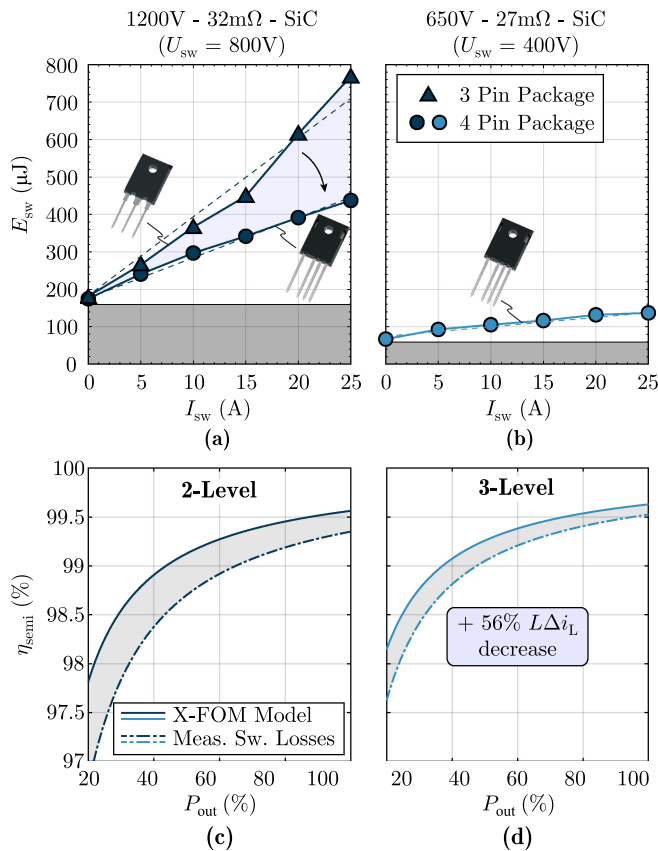 1200V - 32mΩ - SiC
(U_sw = 800V)
650V - 27mΩ - SiC
(U_sw = 400V)
800
700
600
500
400
300
200
100
0
E_sw (μJ)
0 5 10 15 20 25
I_sw (A)
(a)
3 Pin Package
4 Pin Package
0 5 10 15 20 25
I_sw (A)
(b)
100
99.5
99
98.5
98
97.5
97
η_semi (%)
2-Level
X-FOM Model
Meas. Sw. Losses
20 40 60 80 100
P_out (%)
(c)
3-Level
+ 56% LΔi_L
decrease
20 40 60 80 100
P_out (%)
(d)